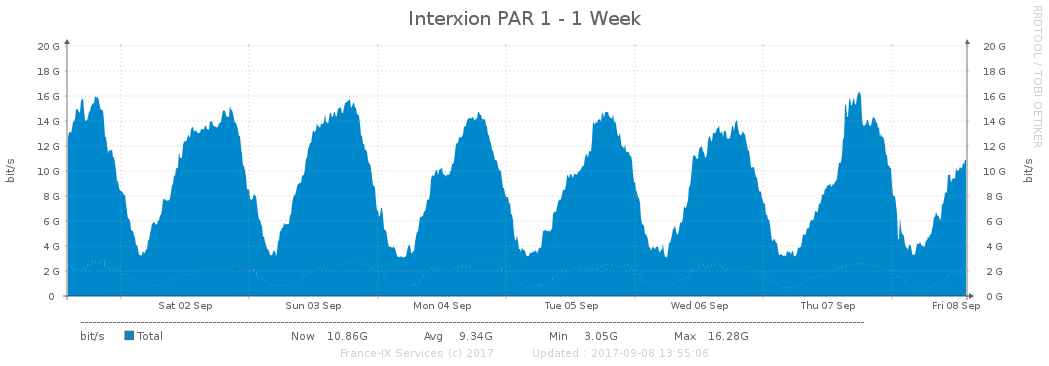 Interxion PAR 1 - 1 Week
RRDTOOL / TOBI OETIKER
bit/s
20 G
18 G
16 G
14 G
12 G
10 G
8 G
6 G
4 G
2 G
0
20 G
18 G
16 G
14 G
12 G
10 G
8 G
6 G
4 G
2 G
0 G
bit/s
Sat 02 Sep Sun 03 Sep Mon 04 Sep Tue 05 Sep Wed 06 Sep Thu 07 Sep Fri 08 Sep
bit/s Total Now 10.86G Avg 9.34G Min 3.05G Max 16.28G
France-IX Services (c) 2017 Updated : 2017-09-08 13:55:06